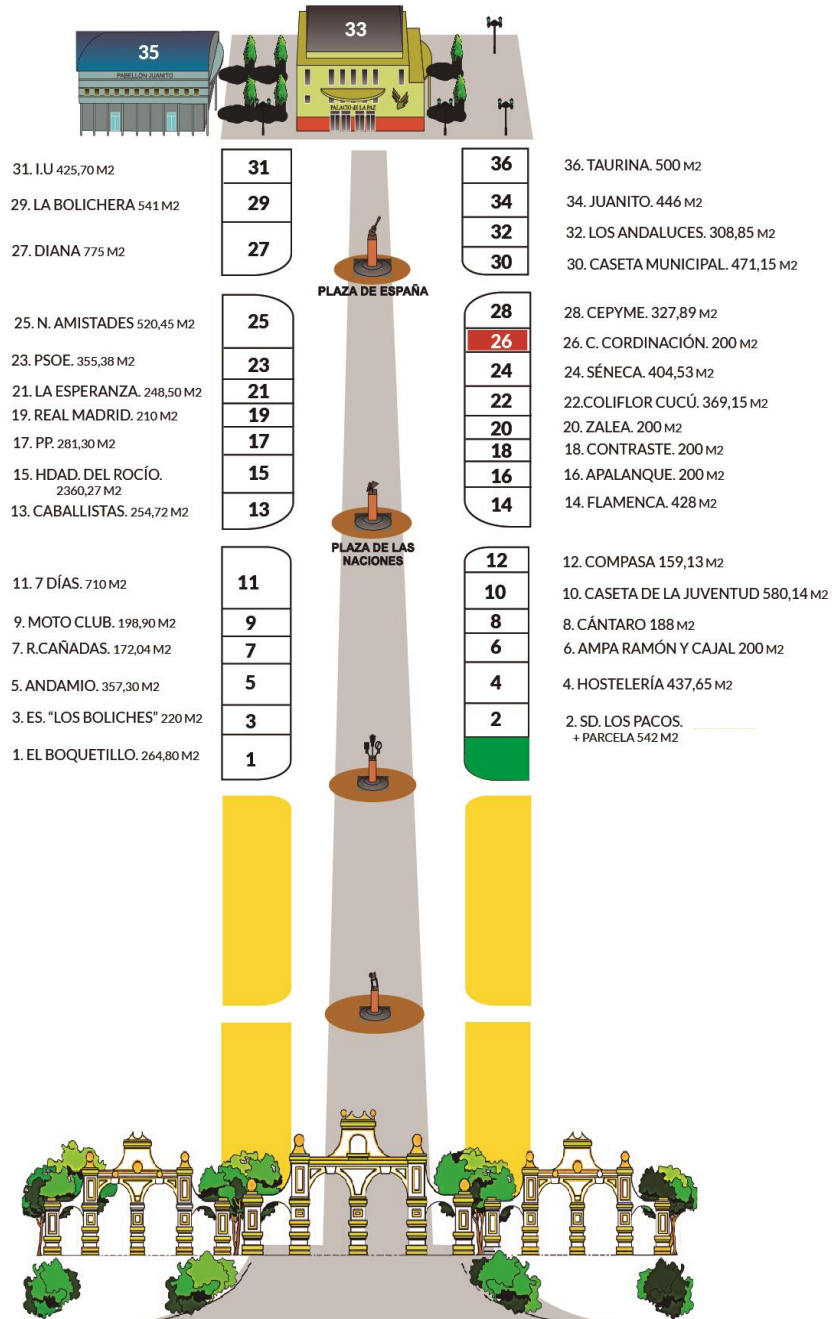 35
PABELLÓN JUANITO
33
PALACIO de LA PAZ
31. I.U 425,70 M2
29. LA BOLICHERA 541 M2
27. DIANA 775 M2
31
29
27
PLAZA DE ESPAÑA
36
34
32
30
36. TAURINA. 500 M2
34. JUANITO. 446 M2
32. LOS ANDALUCES. 308,85 M2
30. CASETA MUNICIPAL. 471,15 M2
25. N. AMISTADES 520,45 M2
23. PSOE. 355,38 M2
21. LA ESPERANZA. 248,50 M2
19. REAL MADRID. 210 M2
17. PP. 281,30 M2
15. HDAD. DEL ROCÍO.
2360,27 M2
13. CABALLISTAS. 254,72 M2
25
23
21
19
17
15
13
PLAZA DE LAS
NACIONES
28
26
24
22
20
18
16
14
28. CEPYME. 327,89 M2
26. C. CORDINACIÓN. 200 M2
24. SÉNECA. 404,53 M2
22.COLIFLOR CUCÚ. 369,15 M2
20. ZALEA. 200 M2
18. CONTRASTE. 200 M2
16. APALANQUE. 200 M2
14. FLAMENCA. 428 M2
11. 7 DÍAS. 710 M2
9. MOTO CLUB. 198,90 M2
7. R.CAÑADAS. 172,04 M2
5. ANDAMIO. 357,30 M2
3. ES. “LOS BOLICHES” 220 M2
1. EL BOQUETILLO. 264,80 M2
11
9
7
5
3
1
12
10
8
6
4
2
12. COMPASA 159,13 M2
10. CASETA DE LA JUVENTUD 580,14 M2
8. CÁNTARO 188 M2
6. AMPA RAMÓN Y CAJAL 200 M2
4. HOSTELERÍA 437,65 M2
2. SD. LOS PACOS.
+ PARCELA 542 M2